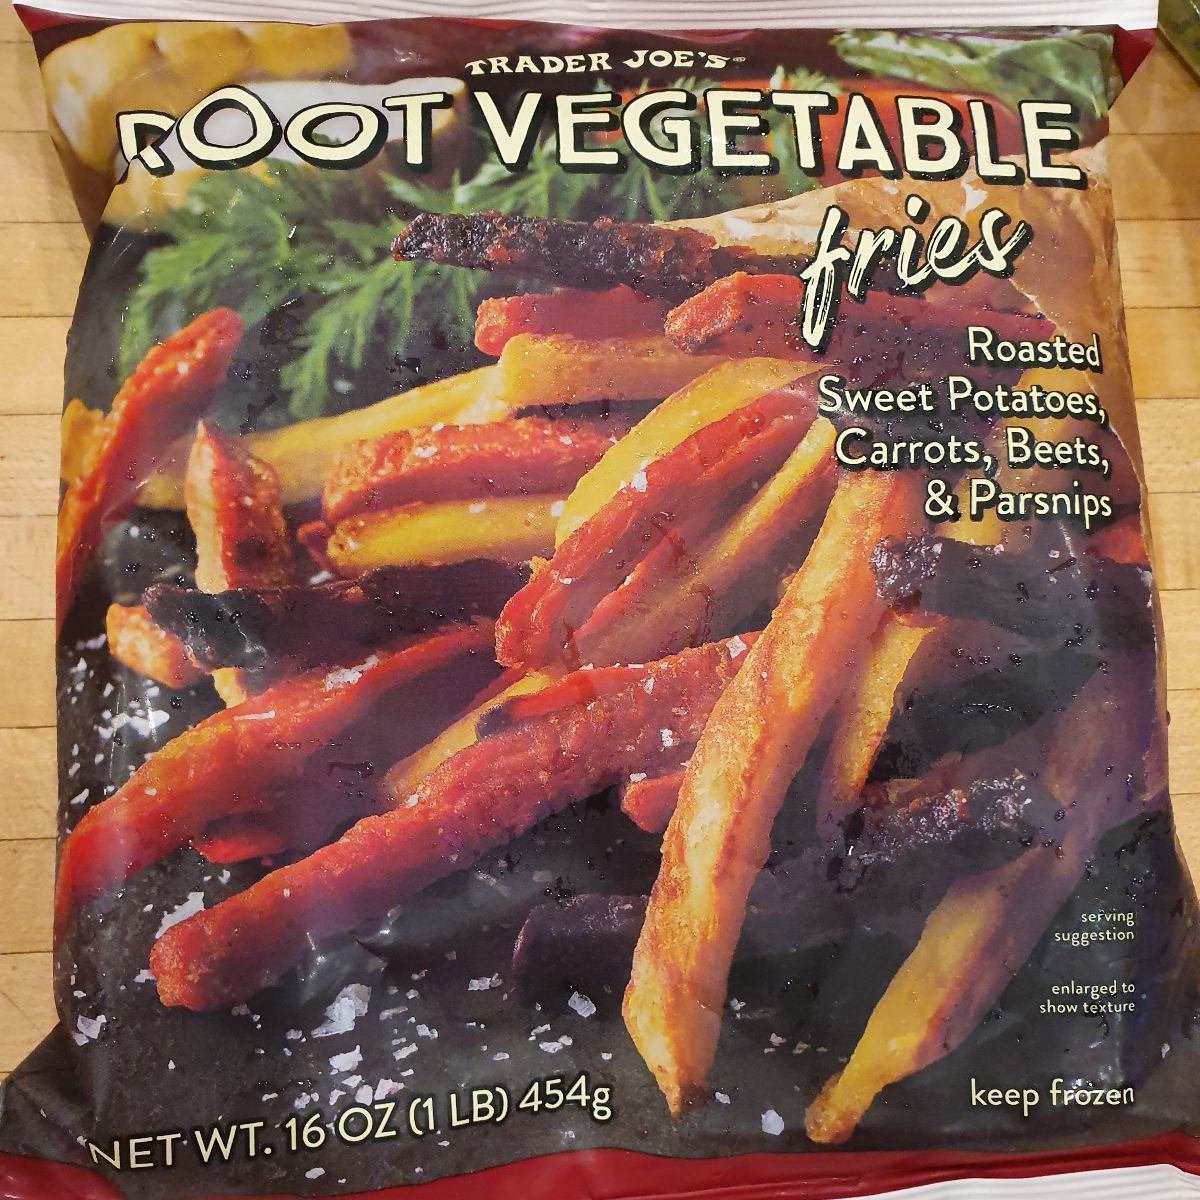 TRADER JOE'S®
ROOT VEGETABLE
fries
Roasted
Sweet Potatoes,
Carrots, Beets,
& Parsnips
serving
suggestion
enlarged to
show texture
keep frozen
NET WT. 16 OZ (1 LB) 454g